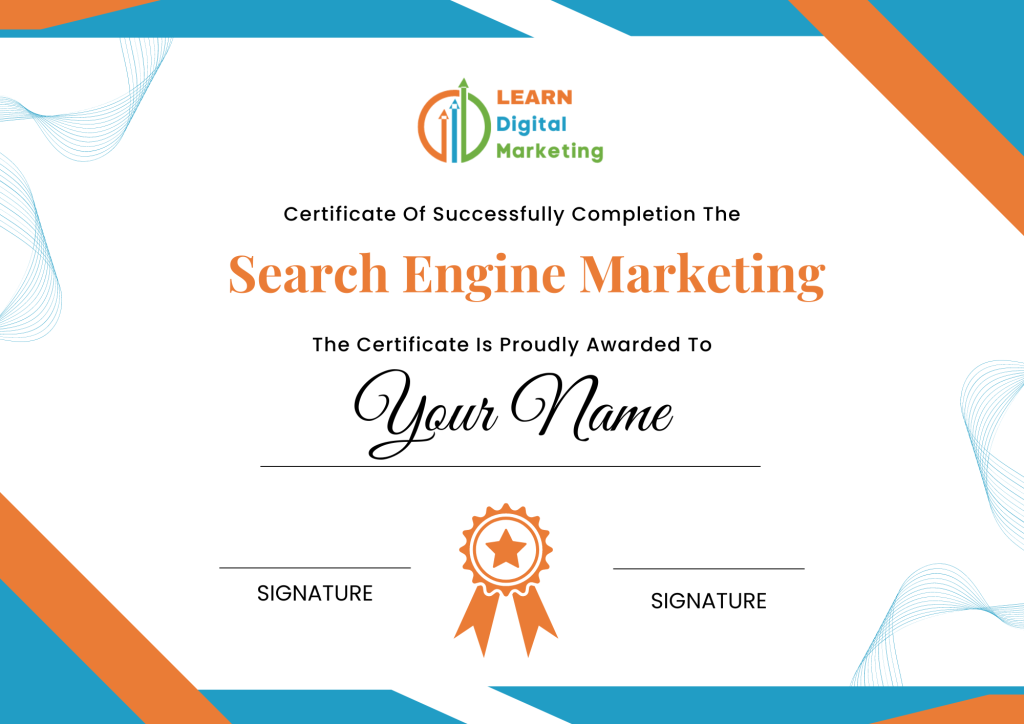 LEARN
Digital
Marketing
Certificate Of Successfully Completion The
Search Engine Marketing
The Certificate Is Proudly Awarded To
Your Name
SIGNATURE
SIGNATURE